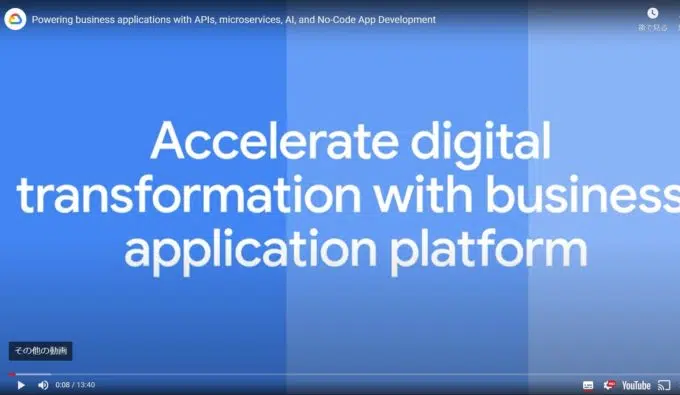 Powering business applications with APIs, microservices, AI, and No-Code App Development
後で見る
Accelerate digital
transformation with business
application platform
その他の動画
0:08 / 13:40
YouTube